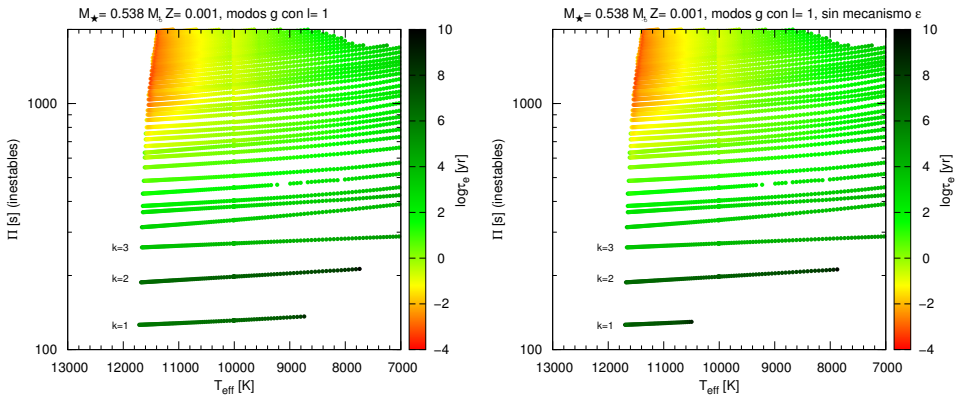 M★= 0.538 M☉ Z= 0.001, modos g con l= 1
Π [s] (inestables)
1000
100
k=3
k=2
k=1
13000 12000 11000 10000 9000 8000 7000
Teff [K]
10
8
6
4
2
0
−2
−4
logτe [yr]
M★= 0.538 M☉ Z= 0.001, modos g con l= 1, sin mecanismo ε
Π [s] (inestables)
1000
100
k=3
k=2
k=1
13000 12000 11000 10000 9000 8000 7000
Teff [K]
10
8
6
4
2
0
−2
−4
logτe [yr]